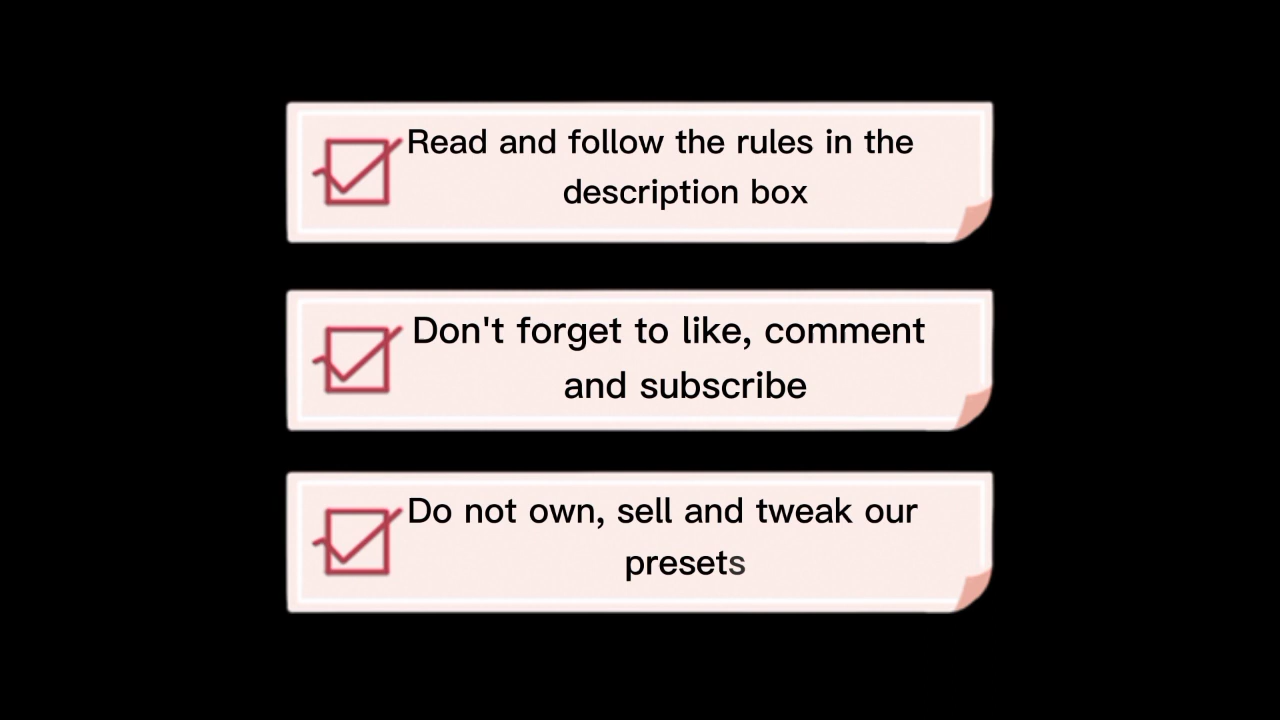 Read and follow the rules in the
description box
Don't forget to like, comment
and subscribe
Do not own, sell and tweak our
presets